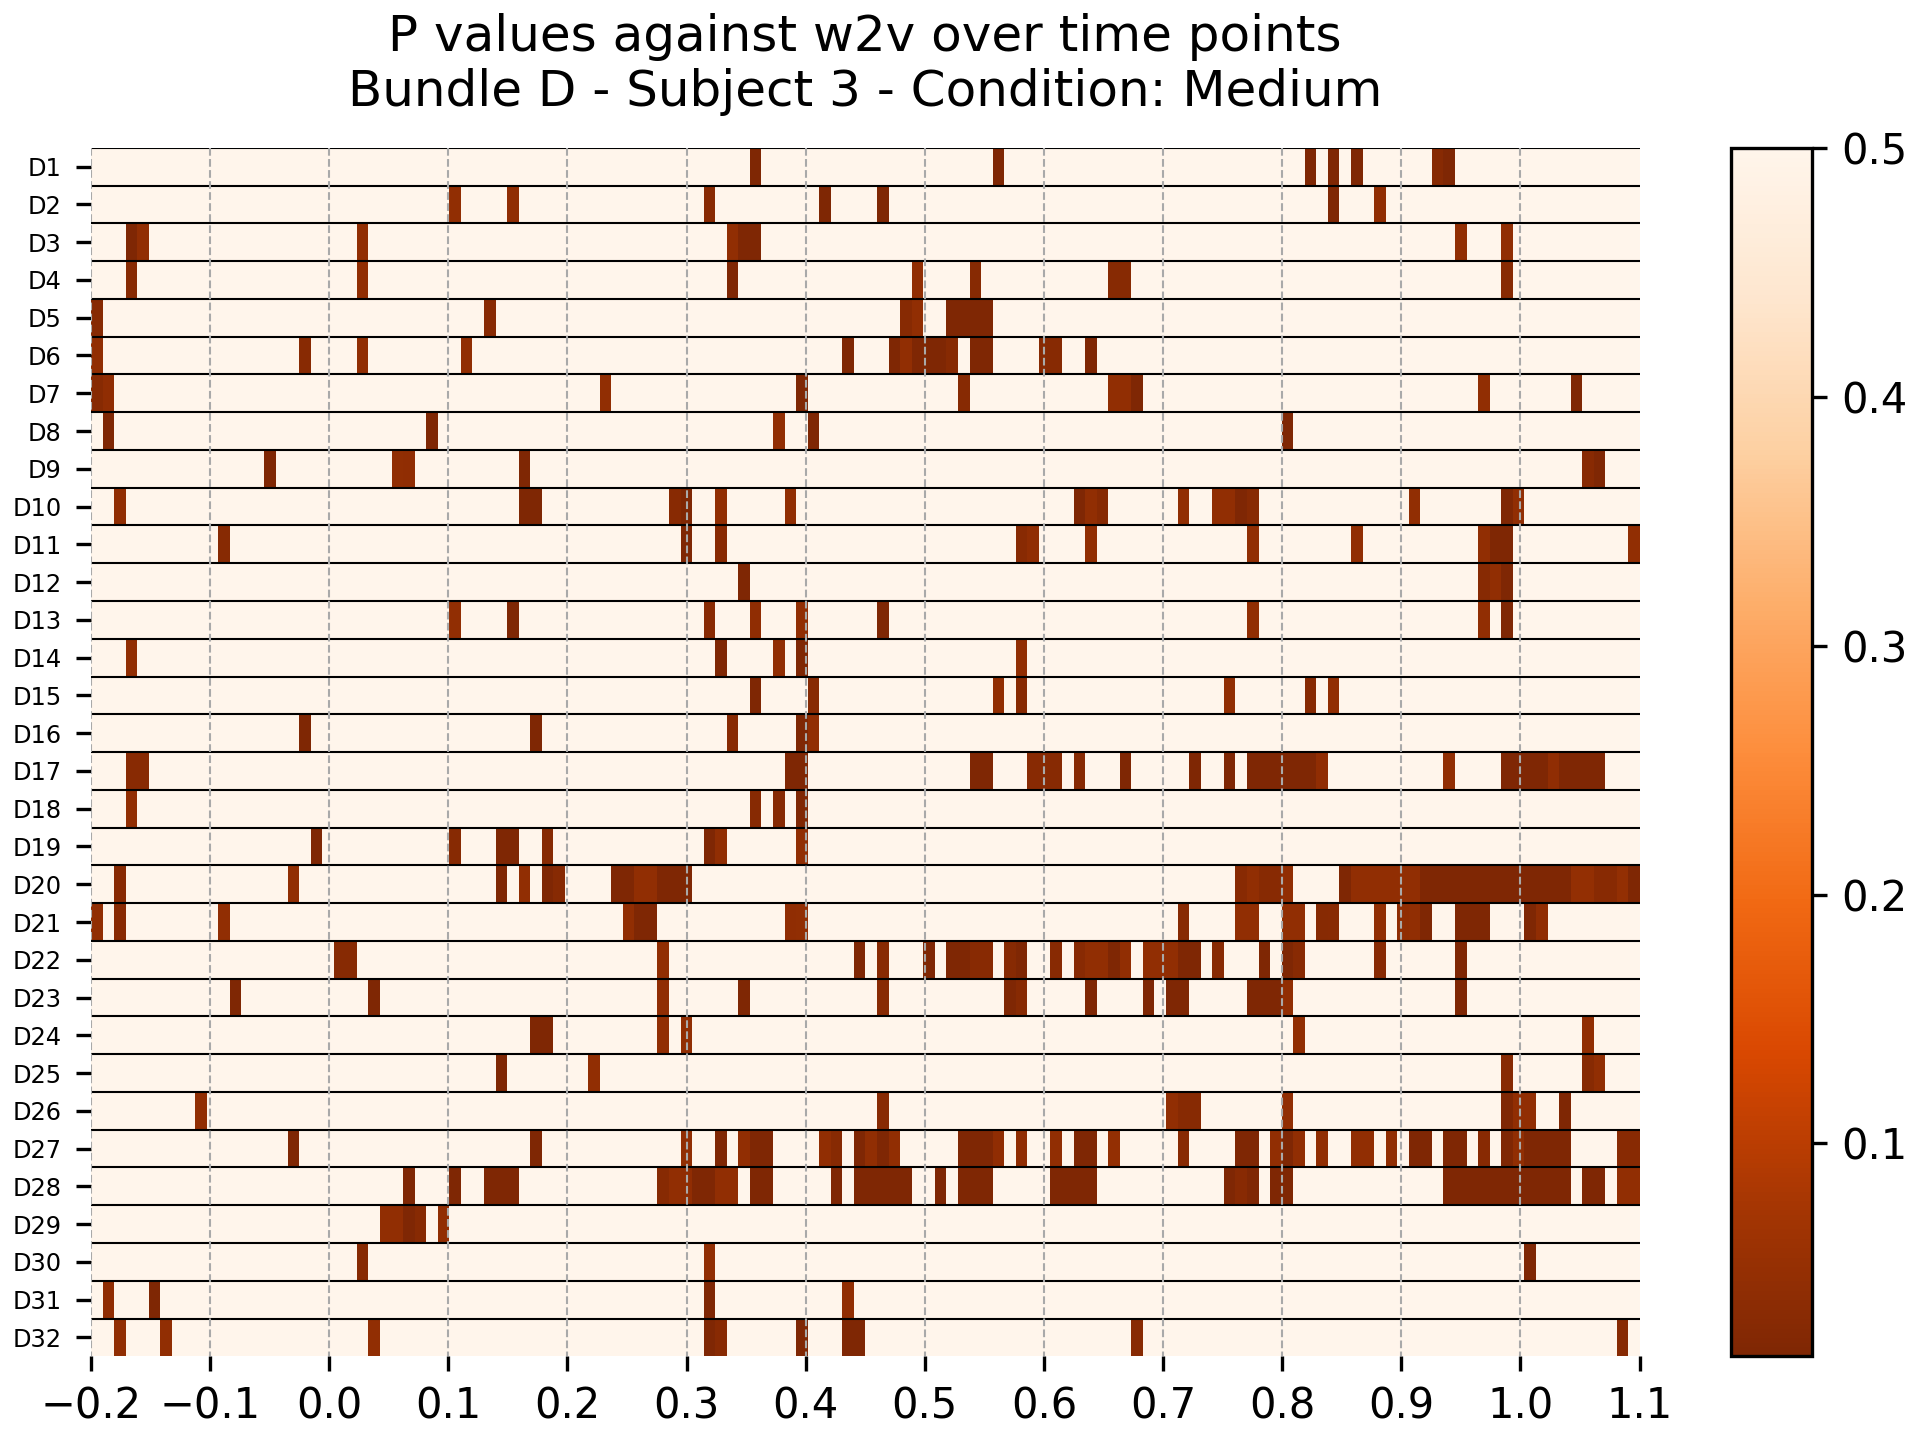 P values against w2v over time points
Bundle D - Subject 3 - Condition: Medium
D1
D2
D3
D4
D5
D6
D7
D8
D9
D10
D11
D12
D13
D14
D15
D16
D17
D18
D19
D20
D21
D22
D23
D24
D25
D26
D27
D28
D29
D30
D31
D32
−0.2 −0.1 0.0 0.1 0.2 0.3 0.4 0.5 0.6 0.7 0.8 0.9 1.0 1.1
0.5
0.4
0.3
0.2
0.1